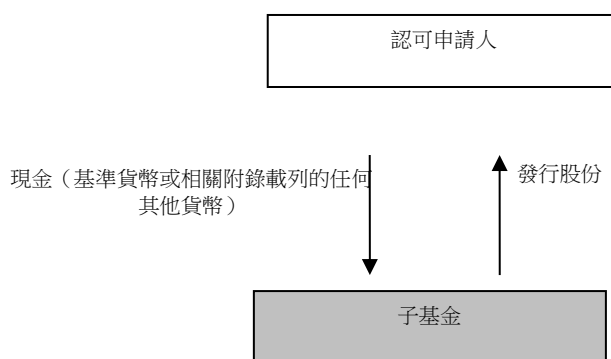 認可申請人
現金（基準貨幣或相關附錄載列的任何
其他貨幣）
發行股份
子基金